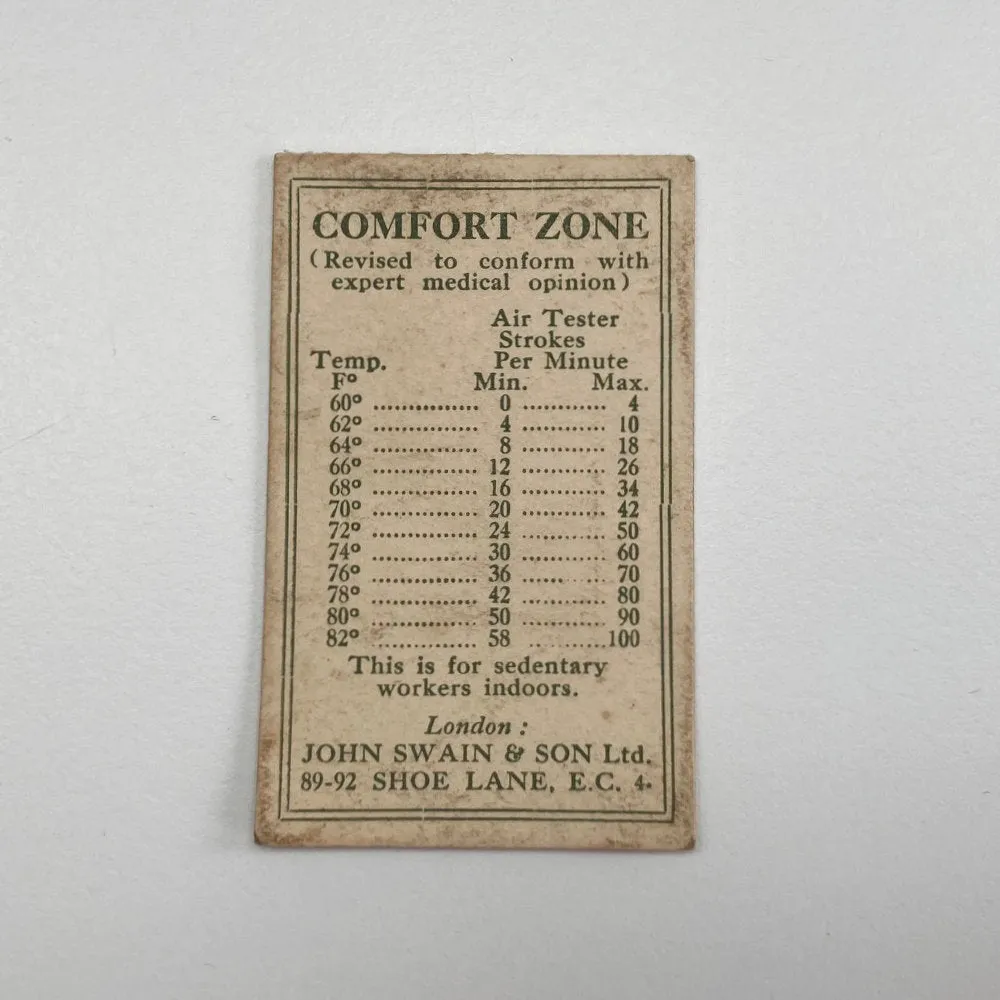 COMFORT ZONE
(Revised to conform with
expert medical opinion)
Air Tester
Strokes
Temp. Per Minute
F° Min. Max.
60° ................ 0 ............ 4
62° ................ 4 ............ 10
64° ................ 8 ............ 18
66° ................ 12 ............ 26
68° ................ 16 ............ 34
70° ................ 20 ............ 42
72° ................ 24 ............ 50
74° ................ 30 ............ 60
76° ................ 36 ............ 70
78° ................ 42 ............ 80
80° ................ 50 ............ 90
82° ................ 58 ............ 100
This is for sedentary
workers indoors.
London :
JOHN SWAIN & SON Ltd.
89-92 SHOE LANE, E.C. 4.